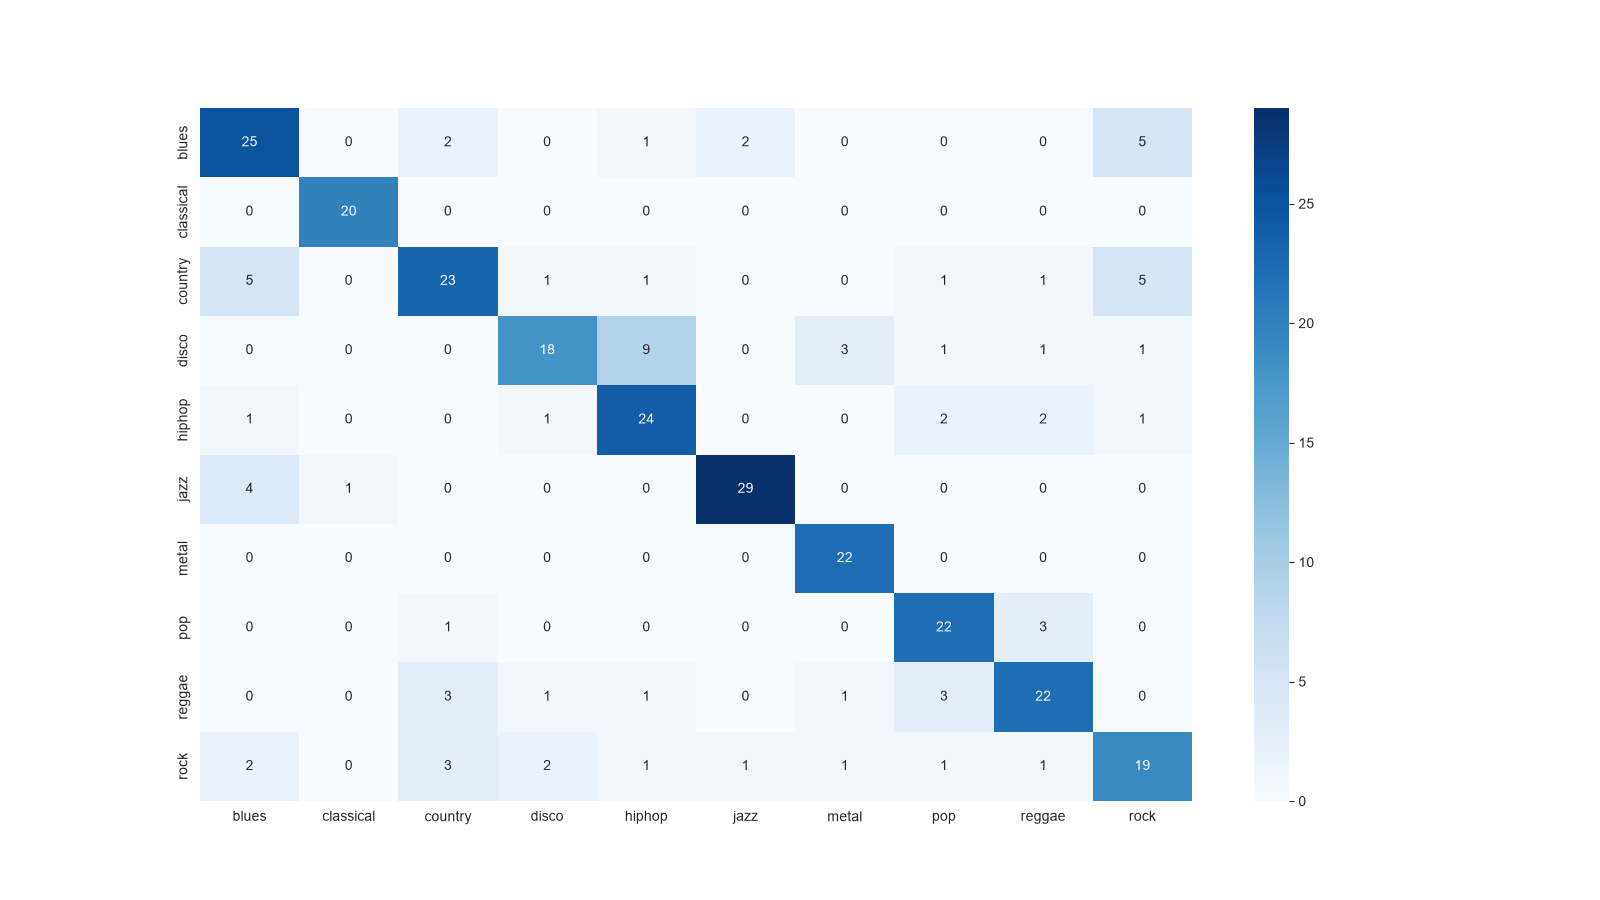 blues 25 0 2 0 1 2 0 0 0 5
classical 0 20 0 0 0 0 0 0 0 0 25
country 5 0 23 1 1 0 0 1 1 5
20
disco 0 0 0 18 9 0 3 1 1 1
hiphop 1 0 0 1 24 0 0 2 2 1
15
jazz 4 1 0 0 0 29 0 0 0 0
metal 0 0 0 0 0 0 22 0 0 0 10
pop 0 0 1 0 0 0 0 22 3 0
reggae 0 0 3 1 1 0 1 3 22 0 5
rock 2 0 3 2 1 1 1 1 1 19
0
blues classical country disco hiphop jazz metal pop reggae rock